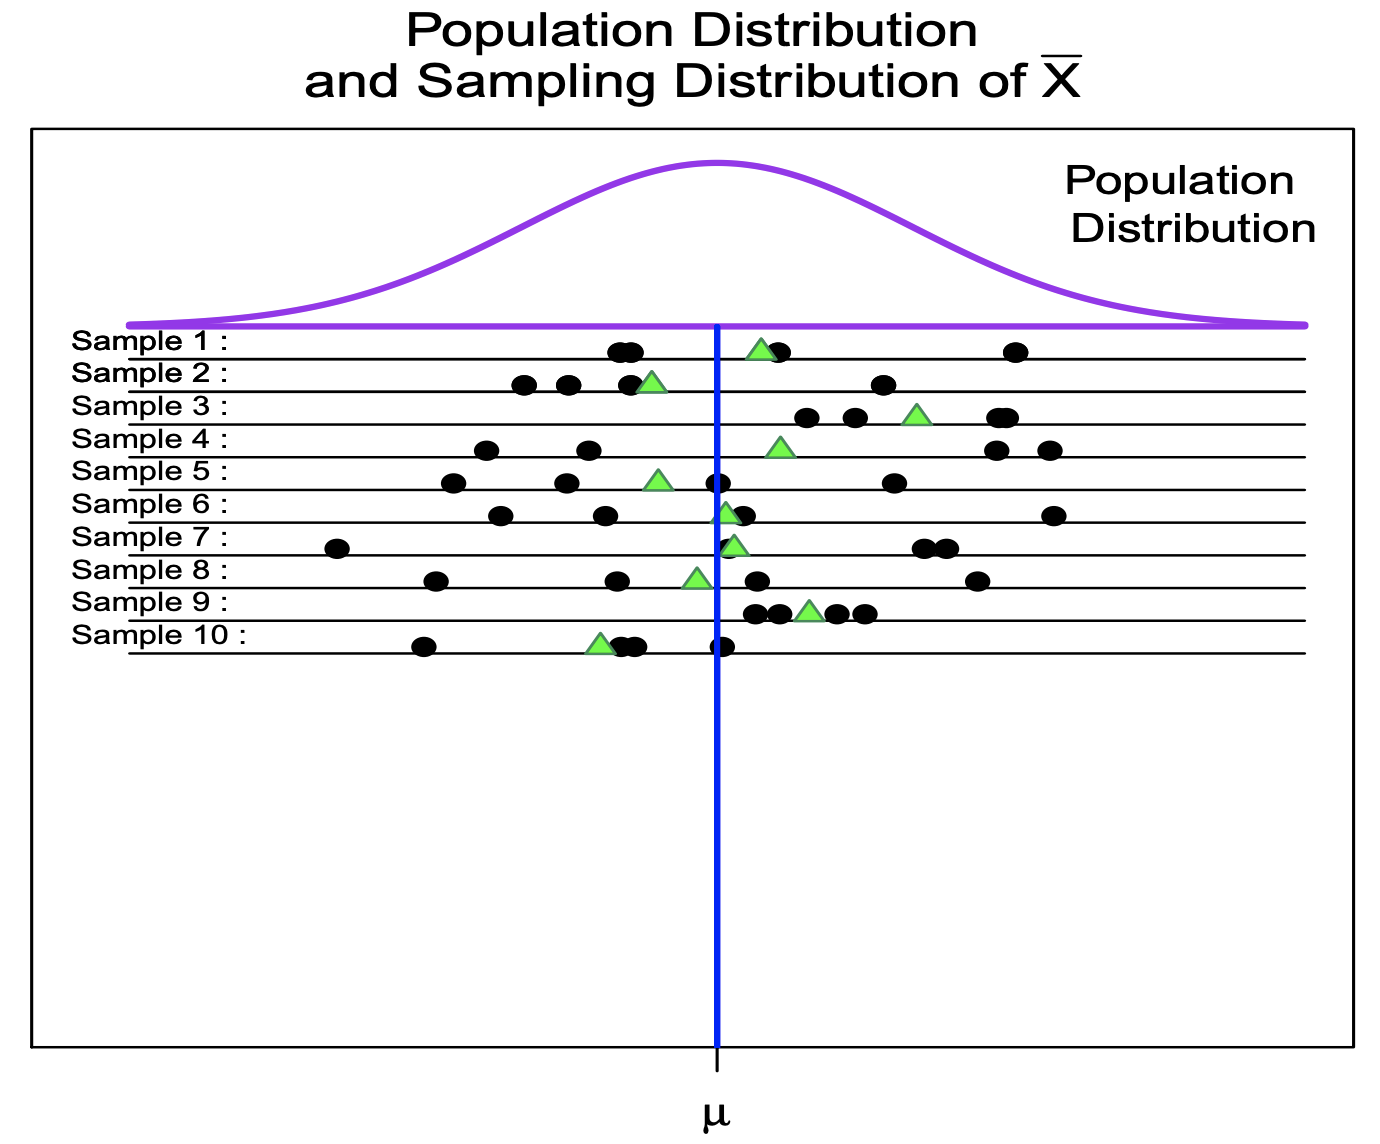 Population Distribution
and Sampling Distribution of X̅
Population
Distribution
Sample 1 :
Sample 2 :
Sample 3 :
Sample 4 :
Sample 5 :
Sample 6 :
Sample 7 :
Sample 8 :
Sample 9 :
Sample 10 :
μ